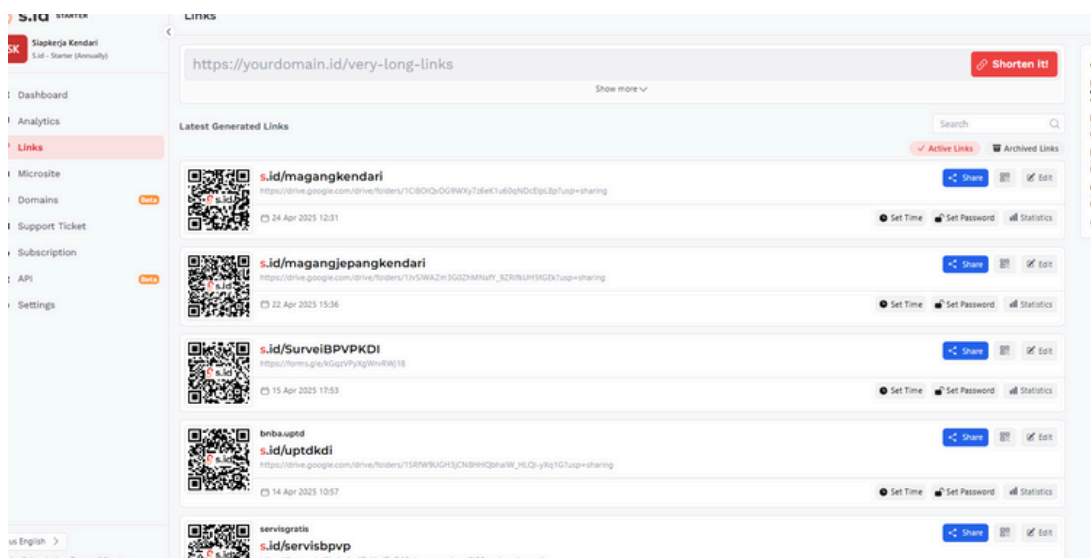 s.id STARTER
Links
SK
Siapkerja Kendari
S.id - Starter (Annually)
https://yourdomain.id/very-long-links
Shorten it!
Show more
Dashboard
Analytics
Links
Microsite
Domains Beta
Support Ticket
Subscription
API Beta
Settings
Latest Generated Links
Search
Active Links
Archived Links
s.id/magangkendari
24 Apr 2025 12:31
Share
Edit
Set Time
Set Password
Statistics
s.id/magangjepangkendari
22 Apr 2025 15:36
Share
Edit
Set Time
Set Password
Statistics
s.id/SurveiBPVPKDI
15 Apr 2025 17:53
Share
Edit
Set Time
Set Password
Statistics
bnba.uptd
s.id/uptdkdi
14 Apr 2025 10:57
Share
Edit
Set Time
Set Password
Statistics
servisgratis
s.id/servisbpvp
Share
Edit
us English